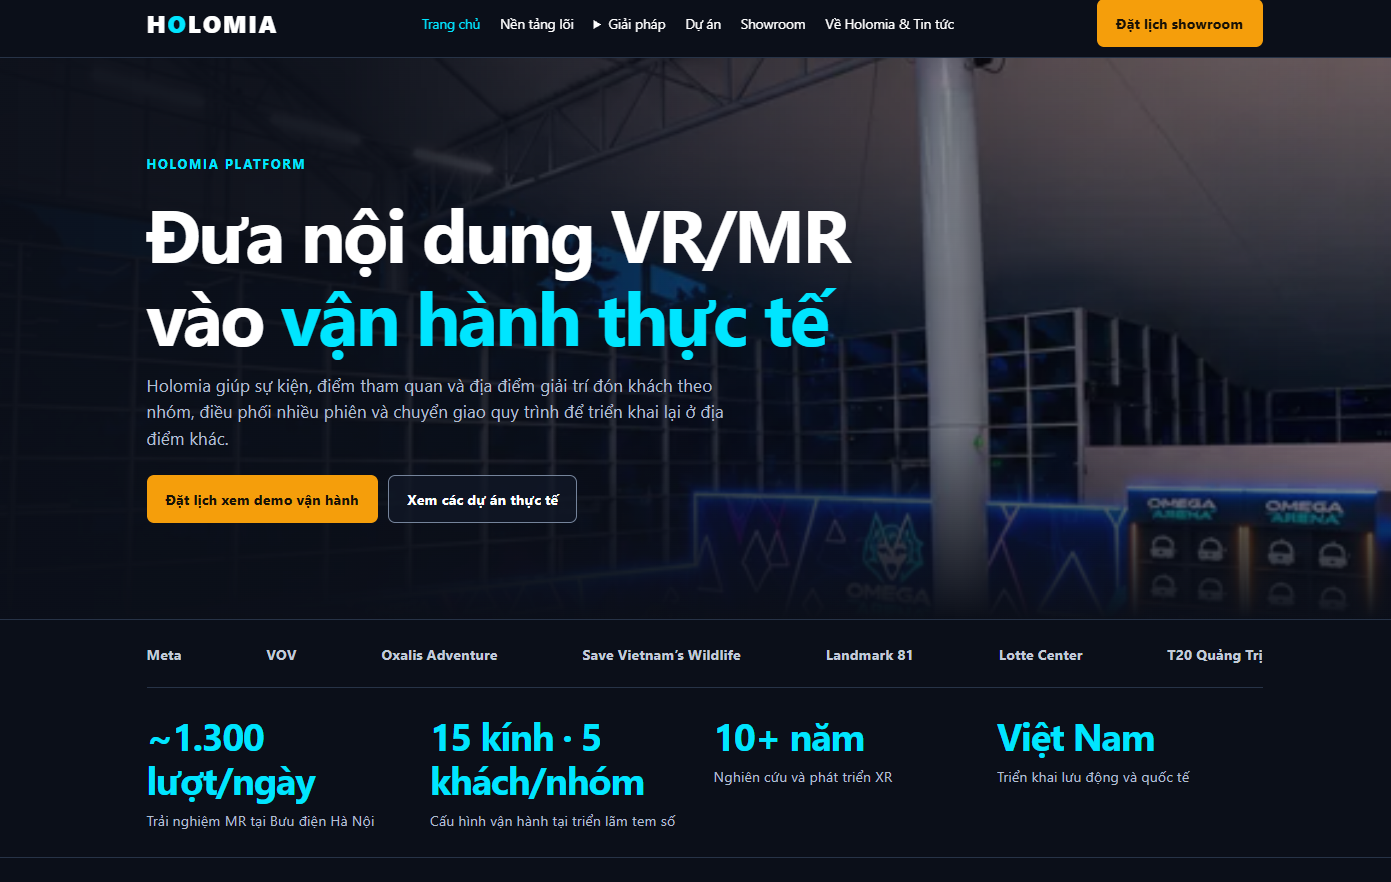 HOLOMIA
Trang chủ
Nền tảng lõi
Giải pháp
Dự án
Showroom
Về Holomia & Tin tức
Đặt lịch showroom
HOLOMIA PLATFORM
Đưa nội dung VR/MR
vào vận hành thực tế
Holomia giúp sự kiện, điểm tham quan và địa điểm giải trí đón khách theo
nhóm, điều phối nhiều phiên và chuyển giao quy trình để triển khai lại ở địa
điểm khác.
Đặt lịch xem demo vận hành
Xem các dự án thực tế
OMEGA
ARENA
OMEGA
ARENA
OMEGA
Meta
VOV
Oxalis Adventure
Save Vietnam’s Wildlife
Landmark 81
Lotte Center
T20 Quảng Trị
~1.300
lượt/ngày
Trải nghiệm MR tại Bưu điện Hà Nội
15 kính · 5
khách/nhóm
Cấu hình vận hành tại triển lãm tem số
10+ năm
Nghiên cứu và phát triển XR
Việt Nam
Triển khai lưu động và quốc tế